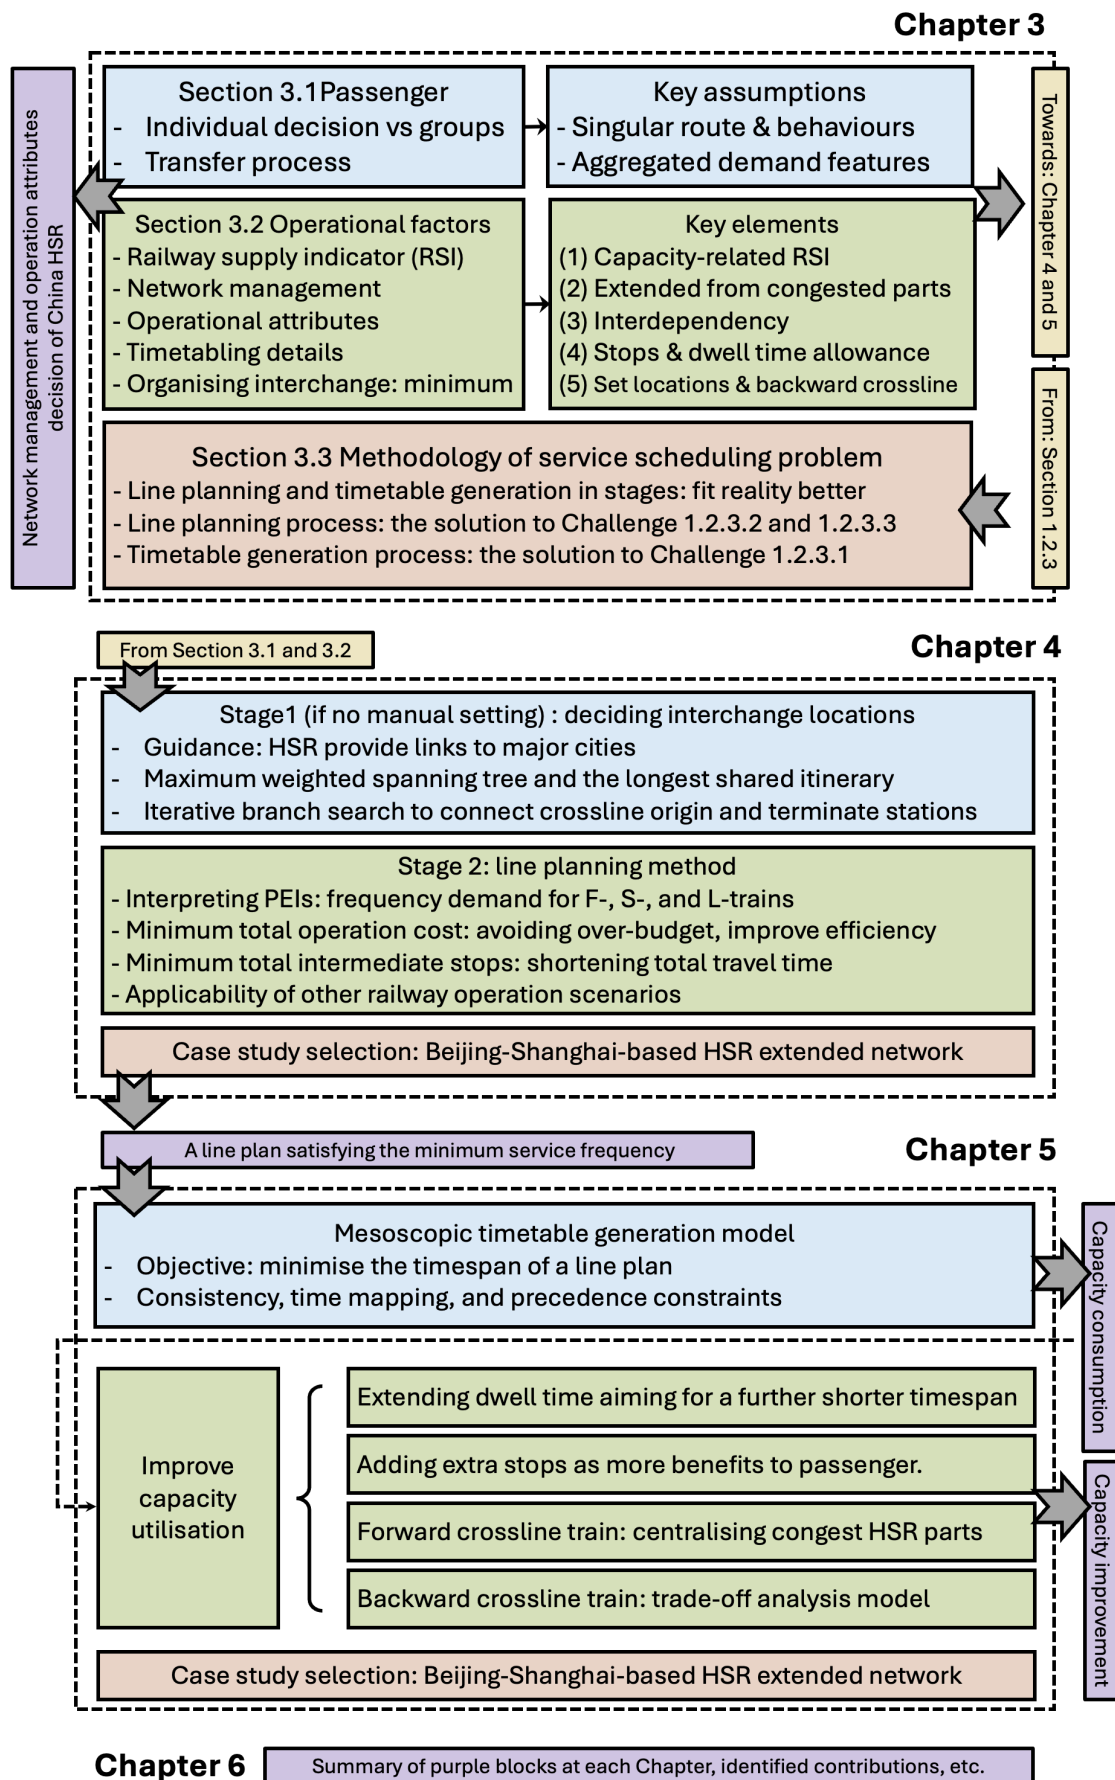 Chapter 3
Network management and operation attributes
decision of China HSR
Section 3.1Passenger
- Individual decision vs groups
- Transfer process
Key assumptions
- Singular route & behaviours
- Aggregated demand features
Towards: Chapter 4 and 5
Section 3.2 Operational factors
- Railway supply indicator (RSI)
- Network management
- Operational attributes
- Timetabling details
- Organising interchange: minimum
Key elements
(1) Capacity-related RSI
(2) Extended from congested parts
(3) Interdependency
(4) Stops & dwell time allowance
(5) Set locations & backward crossline
From: Section 1.2.3
Section 3.3 Methodology of service scheduling problem
- Line planning and timetable generation in stages: fit reality better
- Line planning process: the solution to Challenge 1.2.3.2 and 1.2.3.3
- Timetable generation process: the solution to Challenge 1.2.3.1
From Section 3.1 and 3.2
Chapter 4
Stage1 (if no manual setting) : deciding interchange locations
- Guidance: HSR provide links to major cities
- Maximum weighted spanning tree and the longest shared itinerary
- Iterative branch search to connect crossline origin and terminate stations
Stage 2: line planning method
- Interpreting PEIs: frequency demand for F-, S-, and L-trains
- Minimum total operation cost: avoiding over-budget, improve efficiency
- Minimum total intermediate stops: shortening total travel time
- Applicability of other railway operation scenarios
Case study selection: Beijing-Shanghai-based HSR extended network
A line plan satisfying the minimum service frequency
Chapter 5
Mesoscopic timetable generation model
- Objective: minimise the timespan of a line plan
- Consistency, time mapping, and precedence constraints
Capacity consumption
Improve
capacity
utilisation
Extending dwell time aiming for a further shorter timespan
Adding extra stops as more benefits to passenger.
Forward crossline train: centralising congest HSR parts
Backward crossline train: trade-off analysis model
Capacity improvement
Case study selection: Beijing-Shanghai-based HSR extended network
Chapter 6
Summary of purple blocks at each Chapter, identified contributions, etc.